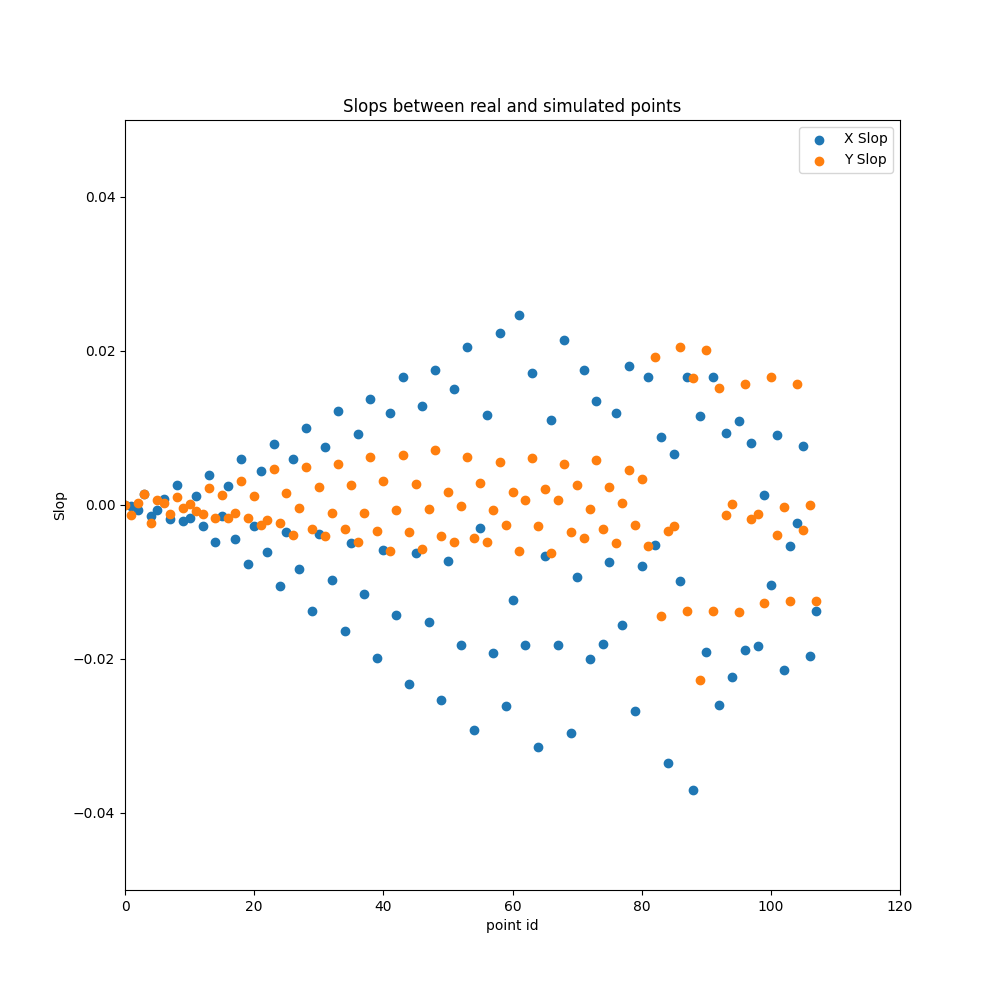 Slops between real and simulated points
X Slop
Y Slop
0.04
0.02
0.00
−0.02
−0.04
Slop
0 20 40 60 80 100 120
point id